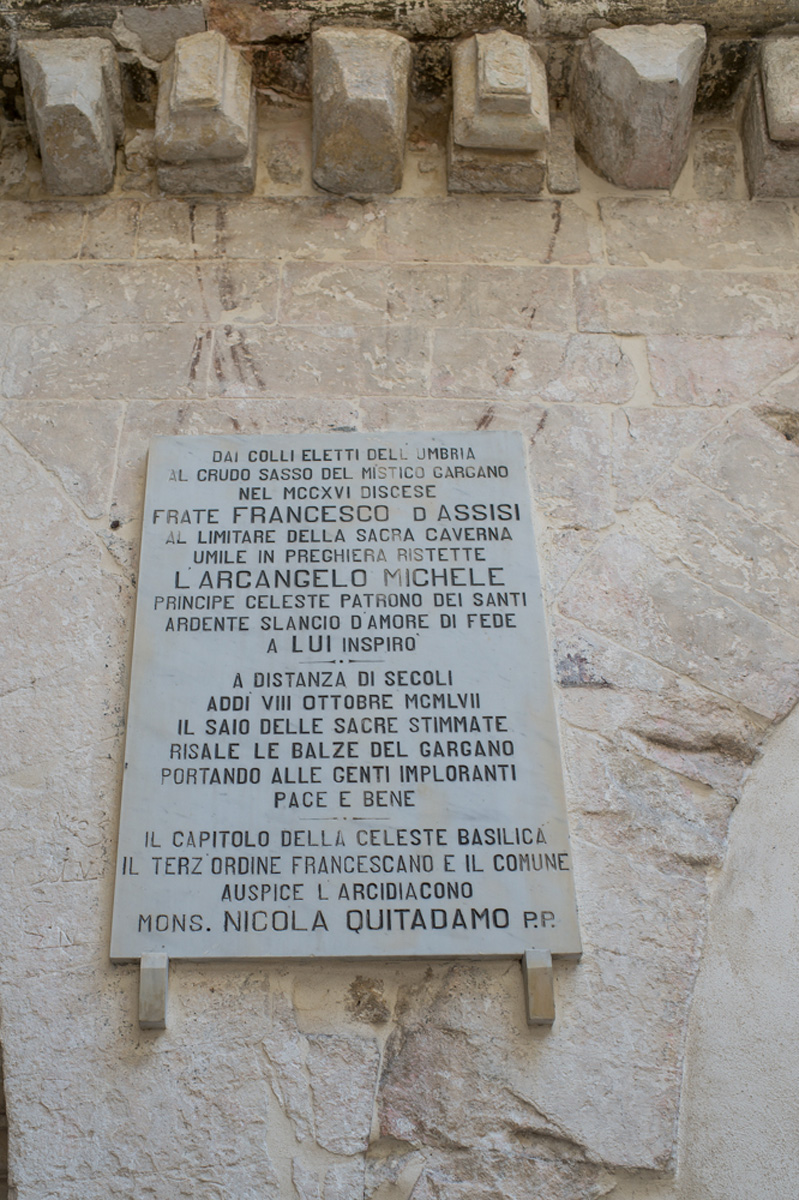 DAI COLLI ELETTI DELL'UMBRIA
AL CRUDO SASSO DEL MISTICO GARGANO
NEL MCCXVI DISCESE
FRATE FRANCESCO D'ASSISI
AL LIMITARE DELLA SACRA CAVERNA
UMILE IN PREGHIERA RISTETTE
L'ARCANGELO MICHELE
PRINCIPE CELESTE PATRONO DEI SANTI
ARDENTE SLANCIO D'AMORE DI FEDE
A LUI INSPIRO'
A DISTANZA DI SECOLI
ADDI' VIII OTTOBRE MCMLVII
IL SAIO DELLE SACRE STIMMATE
RISALE LE BALZE DEL GARGANO
PORTANDO ALLE GENTI IMPLORANTI
PACE E BENE
IL CAPITOLO DELLA CELESTE BASILICA
IL TERZ'ORDINE FRANCESCANO E IL COMUNE
AUSPICE L'ARCIDIACONO
MONS. NICOLA QUITADAMO P.P.